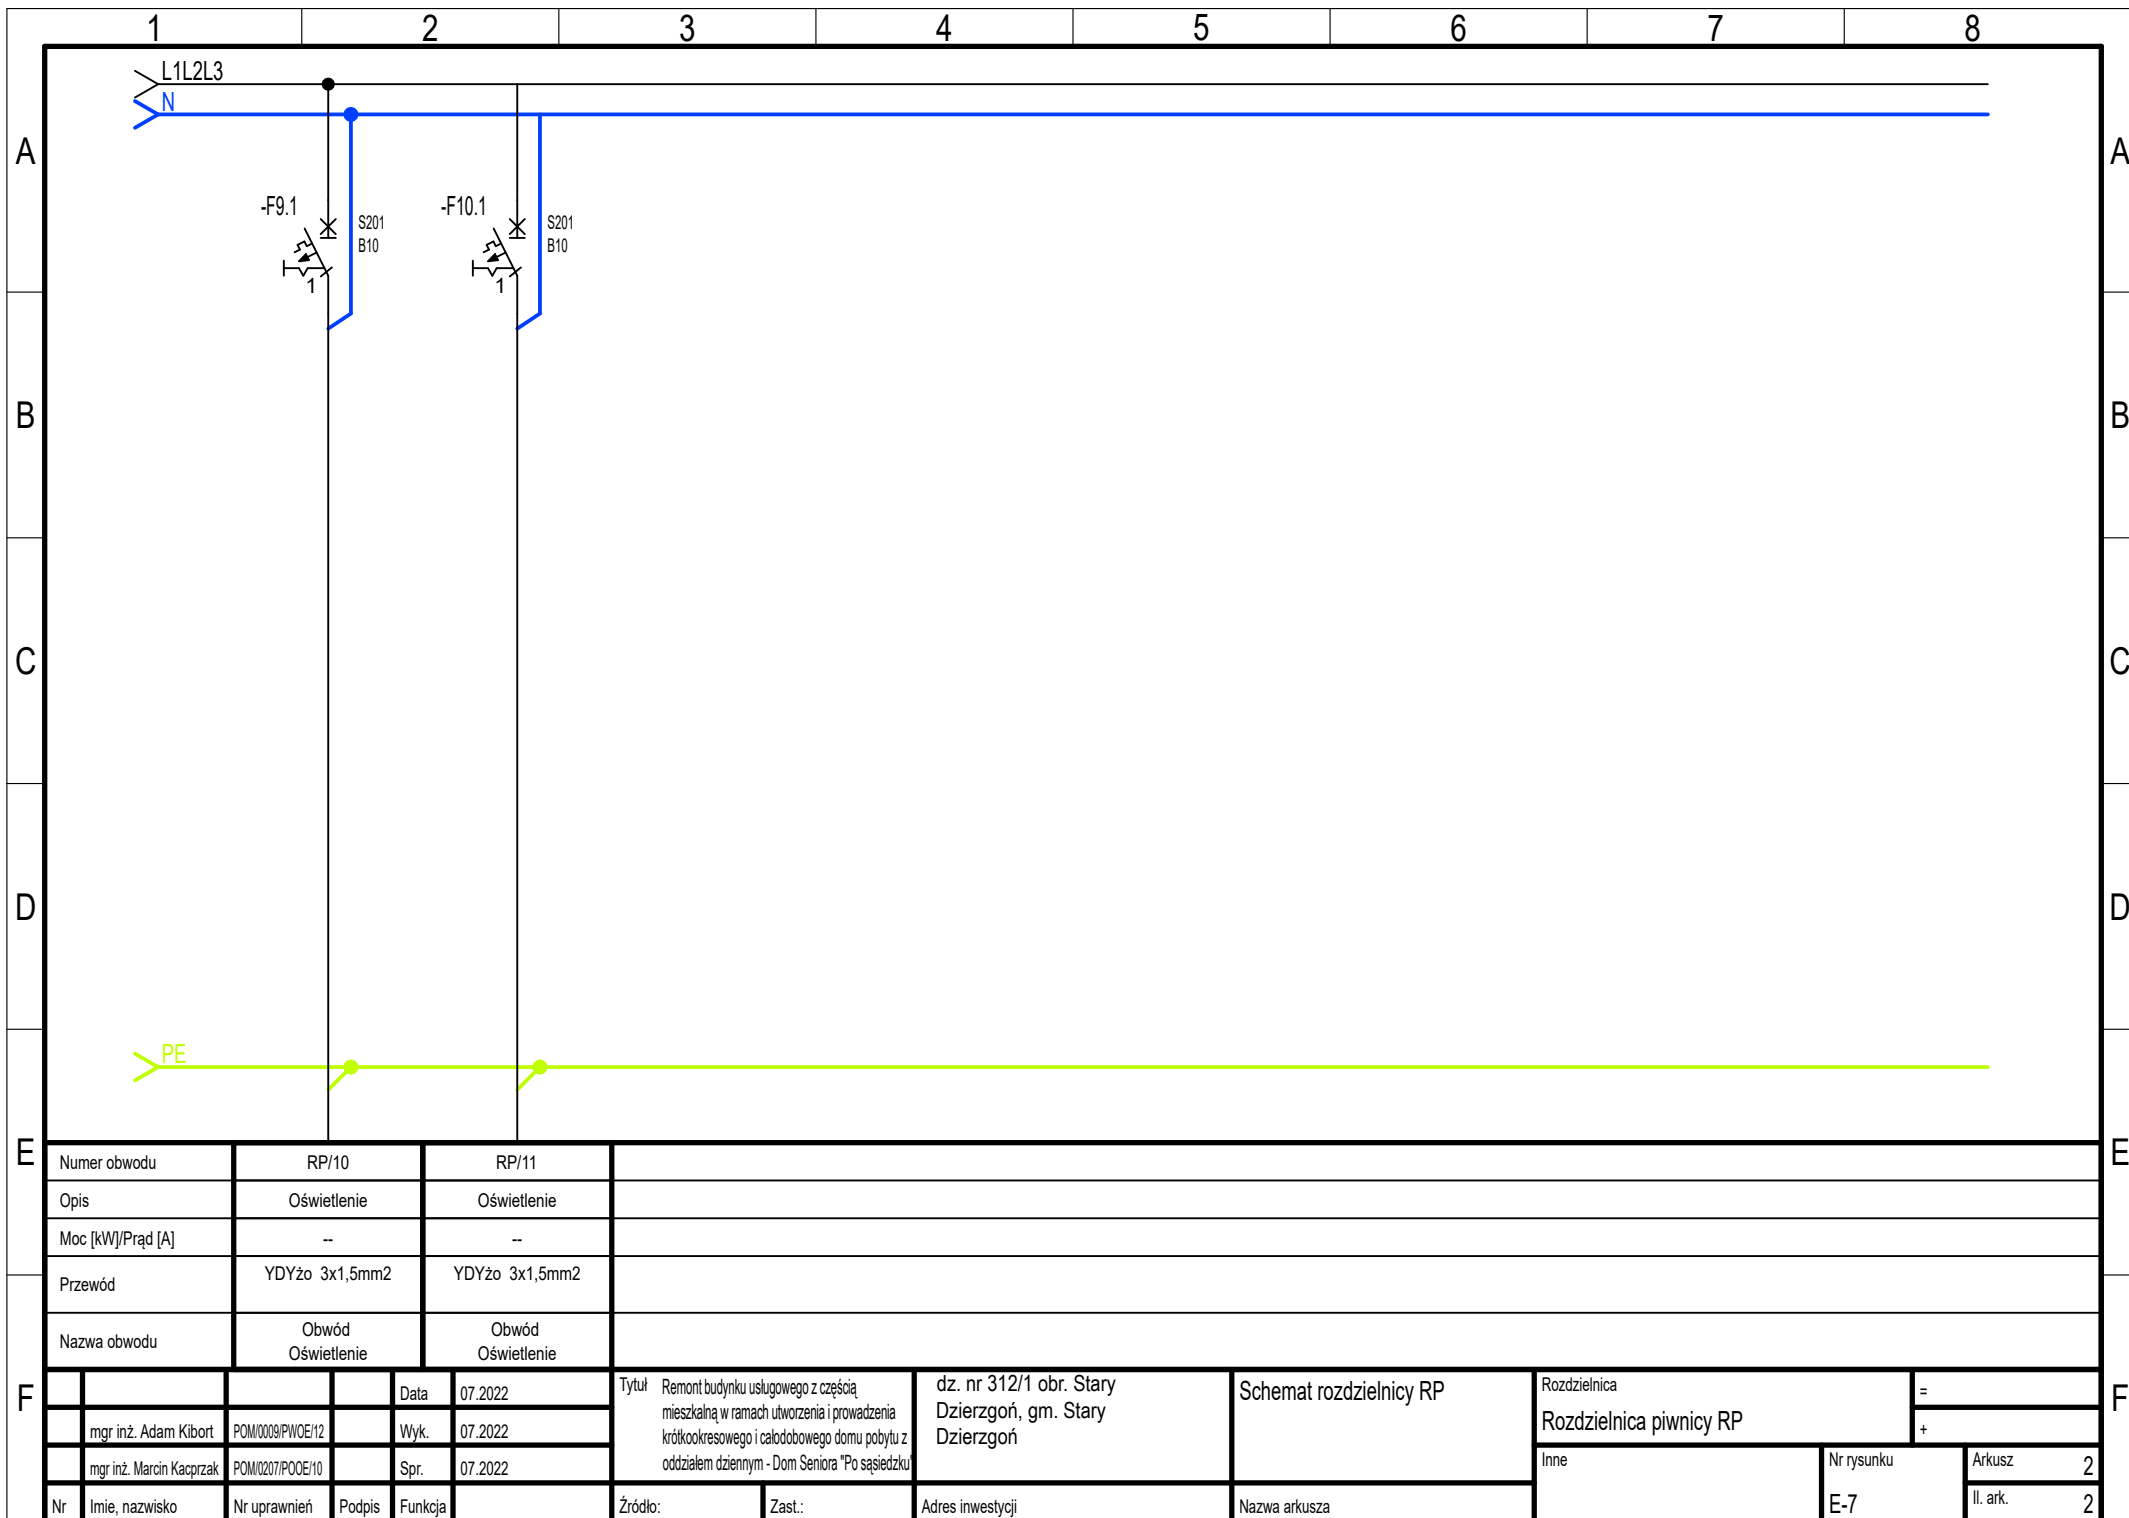 1 2 3 4 5 6 7 8
L1L2L3
N
A A
-F9.1 S201 B10 1
-F10.1 S201 B10 1
B B
C C
D D
PE
E E
Numer obwodu RP/10 RP/11
Opis Oświetlenie Oświetlenie
Moc [kW]/Prąd [A] -- --
Przewód YDYżo 3x1,5mm2 YDYżo 3x1,5mm2
Nazwa obwodu Obwód Oświetlenie Obwód Oświetlenie
F F
Data 07.2022
mgr inż. Adam Kibort POM/0009/PWOE/12 Wyk. 07.2022
mgr inż. Marcin Kacprzak POM/0207/POOE/10 Spr. 07.2022
Nr Imie, nazwisko Nr uprawnień Podpis Funkcja
Tytuł Remont budynku usługowego z częścią
mieszkalną w ramach utworzenia i prowadzenia
krótkookresowego i całodobowego domu pobytu z
oddziałem dziennym - Dom Seniora "Po sąsiedzku"
Źródło: Zast.:
dz. nr 312/1 obr. Stary
Dzierzgoń, gm. Stary
Dzierzgoń
Adres inwestycji
Schemat rozdzielnicy RP
Nazwa arkusza
Rozdzielnica
Rozdzielnica piwnicy RP
=
+
Inne
Nr rysunku
E-7
Arkusz 2
Il. ark. 2